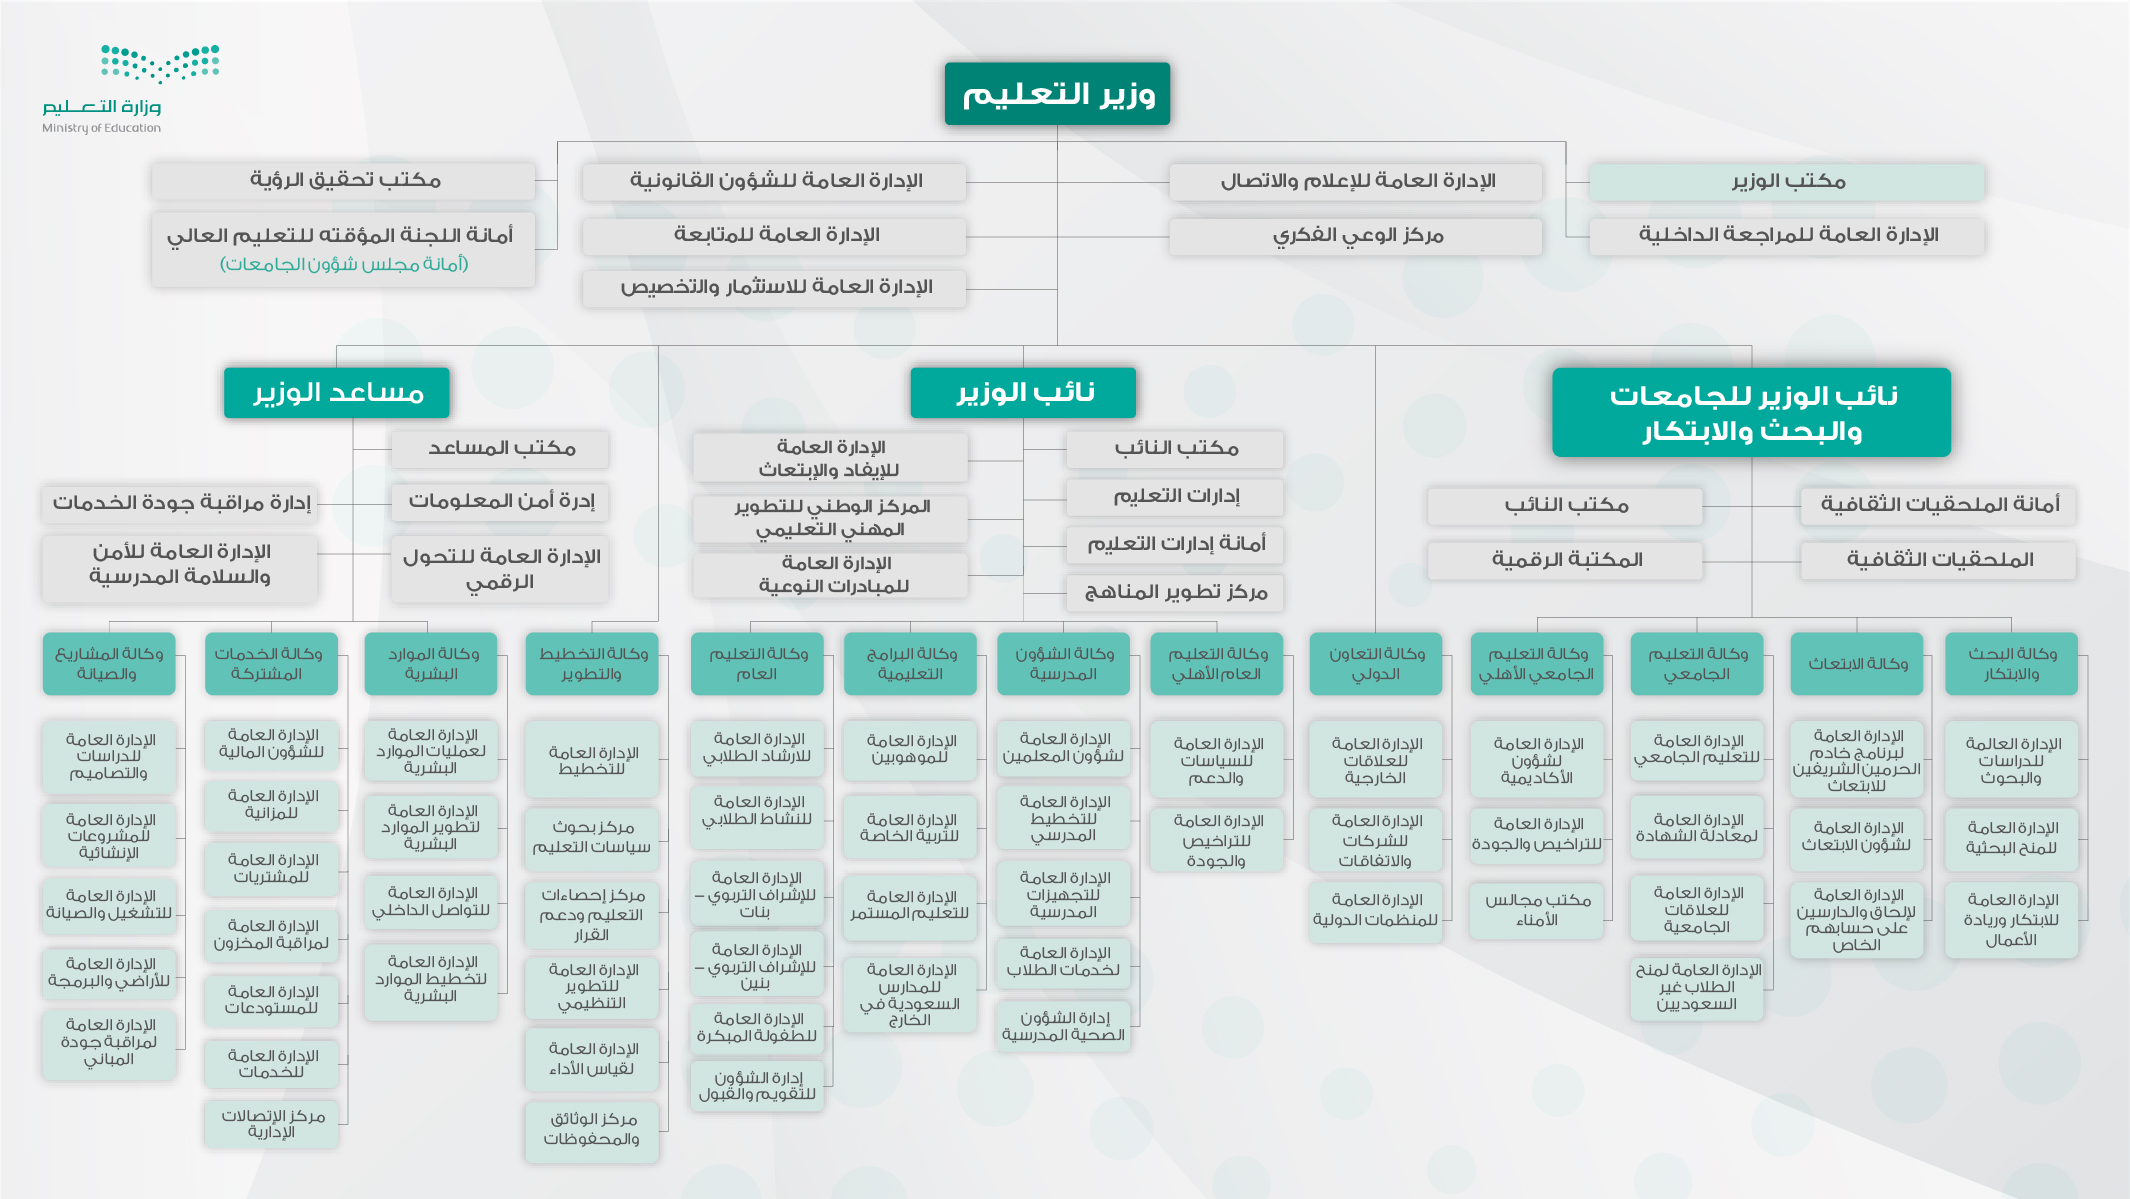 وزارة التعليم
Ministry of Education
وزير التعليم
مكتب الوزير
الإدارة العامة للمراجعة الداخلية
الإدارة العامة للإعلام والاتصال
مركز الوعي الفكري
الإدارة العامة للشؤون القانونية
الإدارة العامة للمتابعة
الإدارة العامة للاستثمار والتخصيص
مكتب تحقيق الرؤية
أمانة اللجنة المؤقته للتعليم العالي
(أمانة مجلس شؤون الجامعات)
نائب الوزير للجامعات
والبحث والابتكار
أمانة الملحقيات الثقافية
مكتب النائب
الملحقيات الثقافية
المكتبة الرقمية
نائب الوزير
مكتب النائب
إدارات التعليم
أمانة إدارات التعليم
مركز تطوير المناهج
الإدارة العامة
للإيفاد والإبتعاث
المركز الوطني للتطوير
المهني التعليمي
الإدارة العامة
للمبادرات النوعية
مساعد الوزير
مكتب المساعد
إدرة أمن المعلومات
إدارة مراقبة جودة الخدمات
الإدارة العامة للتحول
الرقمي
الإدارة العامة للأمن
والسلامة المدرسية
وكالة البحث
والابتكار
الإدارة العالمة
للدراسات
والبحوث
الإدارة العامة
للمنح البحثية
الإدارة العامة
للابتكار وريادة
الأعمال
وكالة الابتعاث
الإدارة العامة
لبرنامج خادم
الحرمين الشريفين
للابتعاث
الإدارة العامة
لشؤون الابتعاث
الإدارة العامة
لإلحاق والدارسين
على حسابهم
الخاص
وكالة التعليم
الجامعي
الإدارة العامة
للتعليم الجامعي
الإدارة العامة
لمعادلة الشهادة
الإدارة العامة
للعلاقات
الجامعية
الإدارة العامة لمنح
الطلاب غير
السعوديين
وكالة التعليم
الجامعي الأهلي
الإدارة العامة
لشؤون
الأكاديمية
الإدارة العامة
للتراخيص والجودة
مكتب مجالس
الأمناء
وكالة التعاون
الدولي
الإدارة العامة
للعلاقات
الخارجية
الإدارة العامة
للشركات
والاتفاقات
الإدارة العامة
للمنظمات الدولية
وكالة التعليم
العام الأهلي
الإدارة العامة
للسياسات
والدعم
الإدارة العامة
للتراخيص
والجودة
وكالة الشؤون
المدرسية
الإدارة العامة
لشؤون المعلمين
الإدارة العامة
للتخطيط
المدرسي
الإدارة العامة
للتجهيزات
المدرسية
الإدارة العامة
لخدمات الطلاب
إدارة الشؤون
الصحية المدرسية
وكالة البرامج
التعليمية
الإدارة العامة
للموهوبين
الإدارة العامة
للتربية الخاصة
الإدارة العامة
للتعليم المستمر
الإدارة العامة
للمدارس
السعودية في
الخارج
وكالة التعليم
العام
الإدارة العامة
للارشاد الطلابي
الإدارة العامة
للنشاط الطلابي
الإدارة العامة
للإشراف التربوي –
بنات
الإدارة العامة
للإشراف التربوي –
بنين
الإدارة العامة
للطفولة المبكرة
إدارة الشؤون
للتقويم والقبول
وكالة التخطيط
والتطوير
الإدارة العامة
للتخطيط
مركز بحوث
سياسات التعليم
مركز إحصاءات
التعليم ودعم
القرار
الإدارة العامة
للتطوير
التنظيمي
الإدارة العامة
لقياس الأداء
مركز الوثائق
والمحفوظات
وكالة الموارد
البشرية
الإدارة العامة
لعمليات الموارد
البشرية
الإدارة العامة
لتطوير الموارد
البشرية
الإدارة العامة
للتواصل الداخلي
الإدارة العامة
لتخطيط الموارد
البشرية
وكالة الخدمات
المشتركة
الإدارة العامة
للشؤون المالية
الإدارة العامة
للمزانية
الإدارة العامة
للمشتريات
الإدارة العامة
لمراقبة المخزون
الإدارة العامة
للمستودعات
الإدارة العامة
للخدمات
مركز الإتصالات
الإدارية
وكالة المشاريع
والصيانة
الإدارة العامة
للدراسات
والتصاميم
الإدارة العامة
للمشروعات
الإنشائية
الإدارة العامة
للتشغيل والصيانة
الإدارة العامة
للأراضي والبرمجة
الإدارة العامة
لمراقبة جودة
المباني